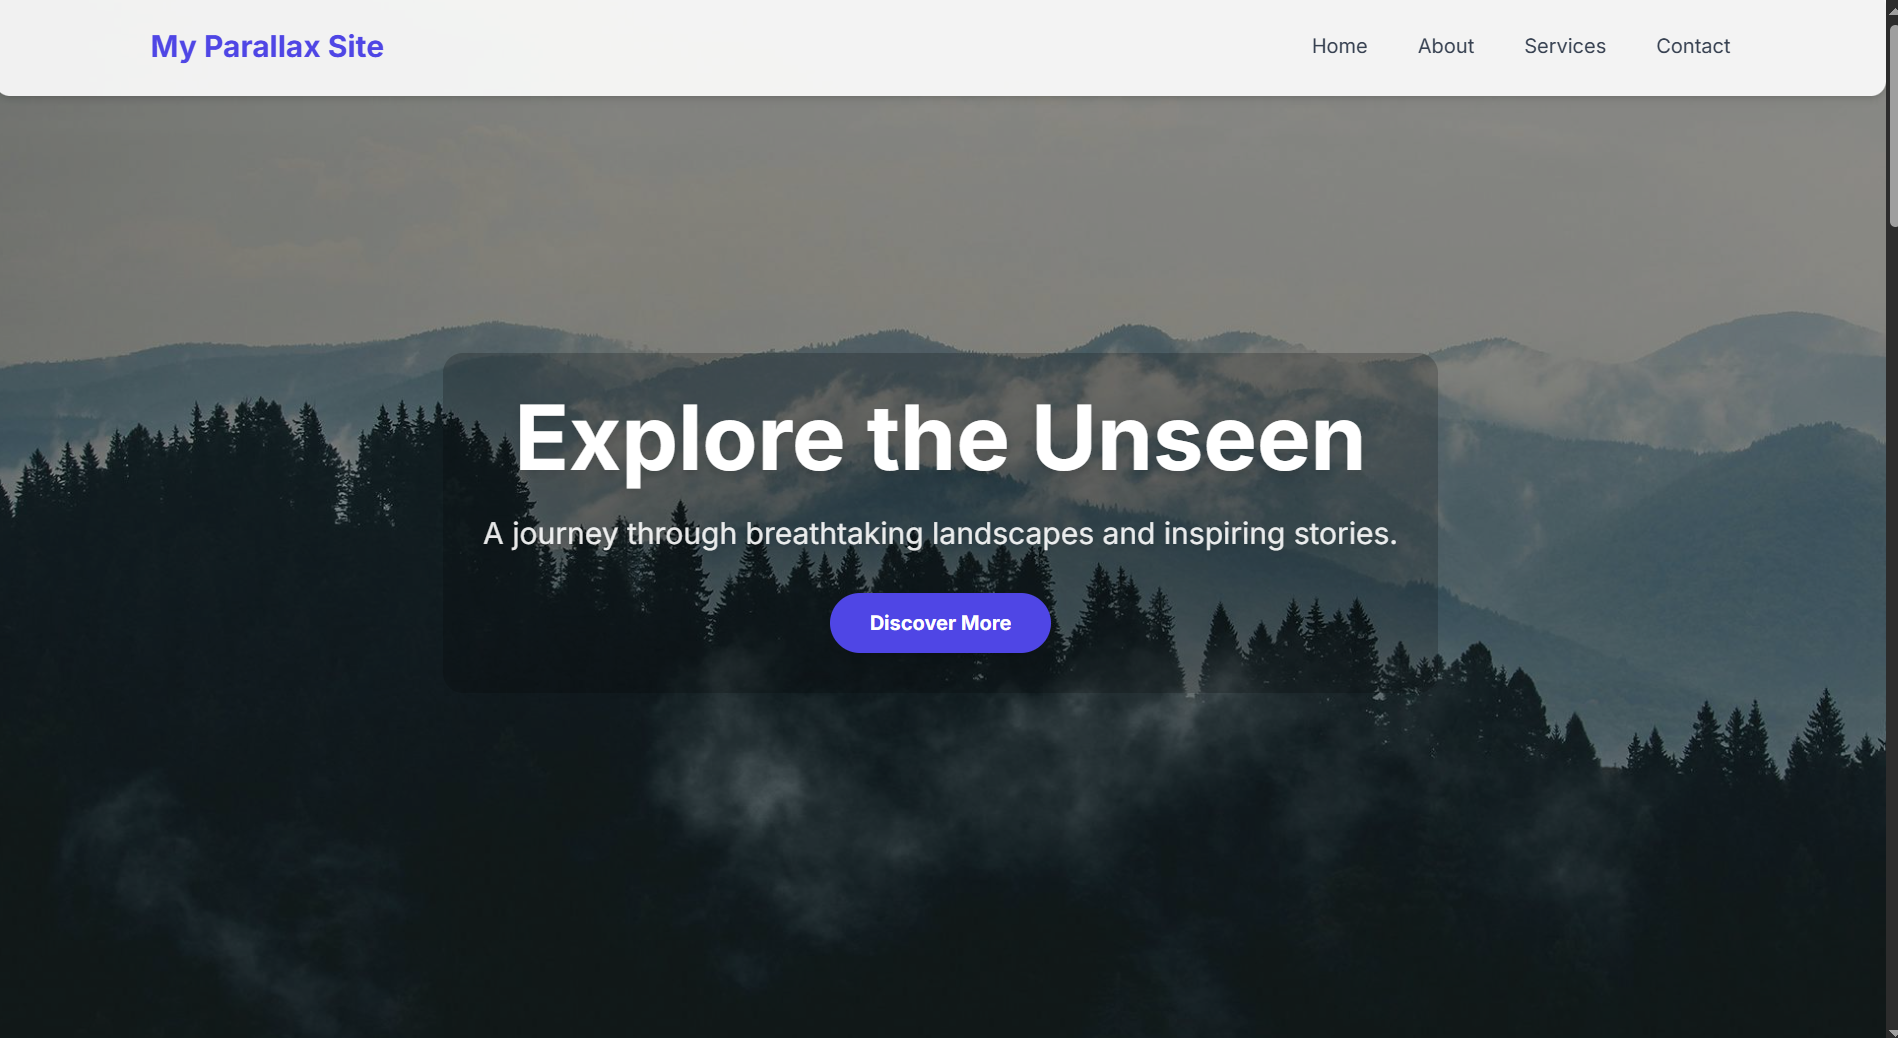 My Parallax Site
Home About Services Contact
Explore the Unseen
A journey through breathtaking landscapes and inspiring stories.
Discover More